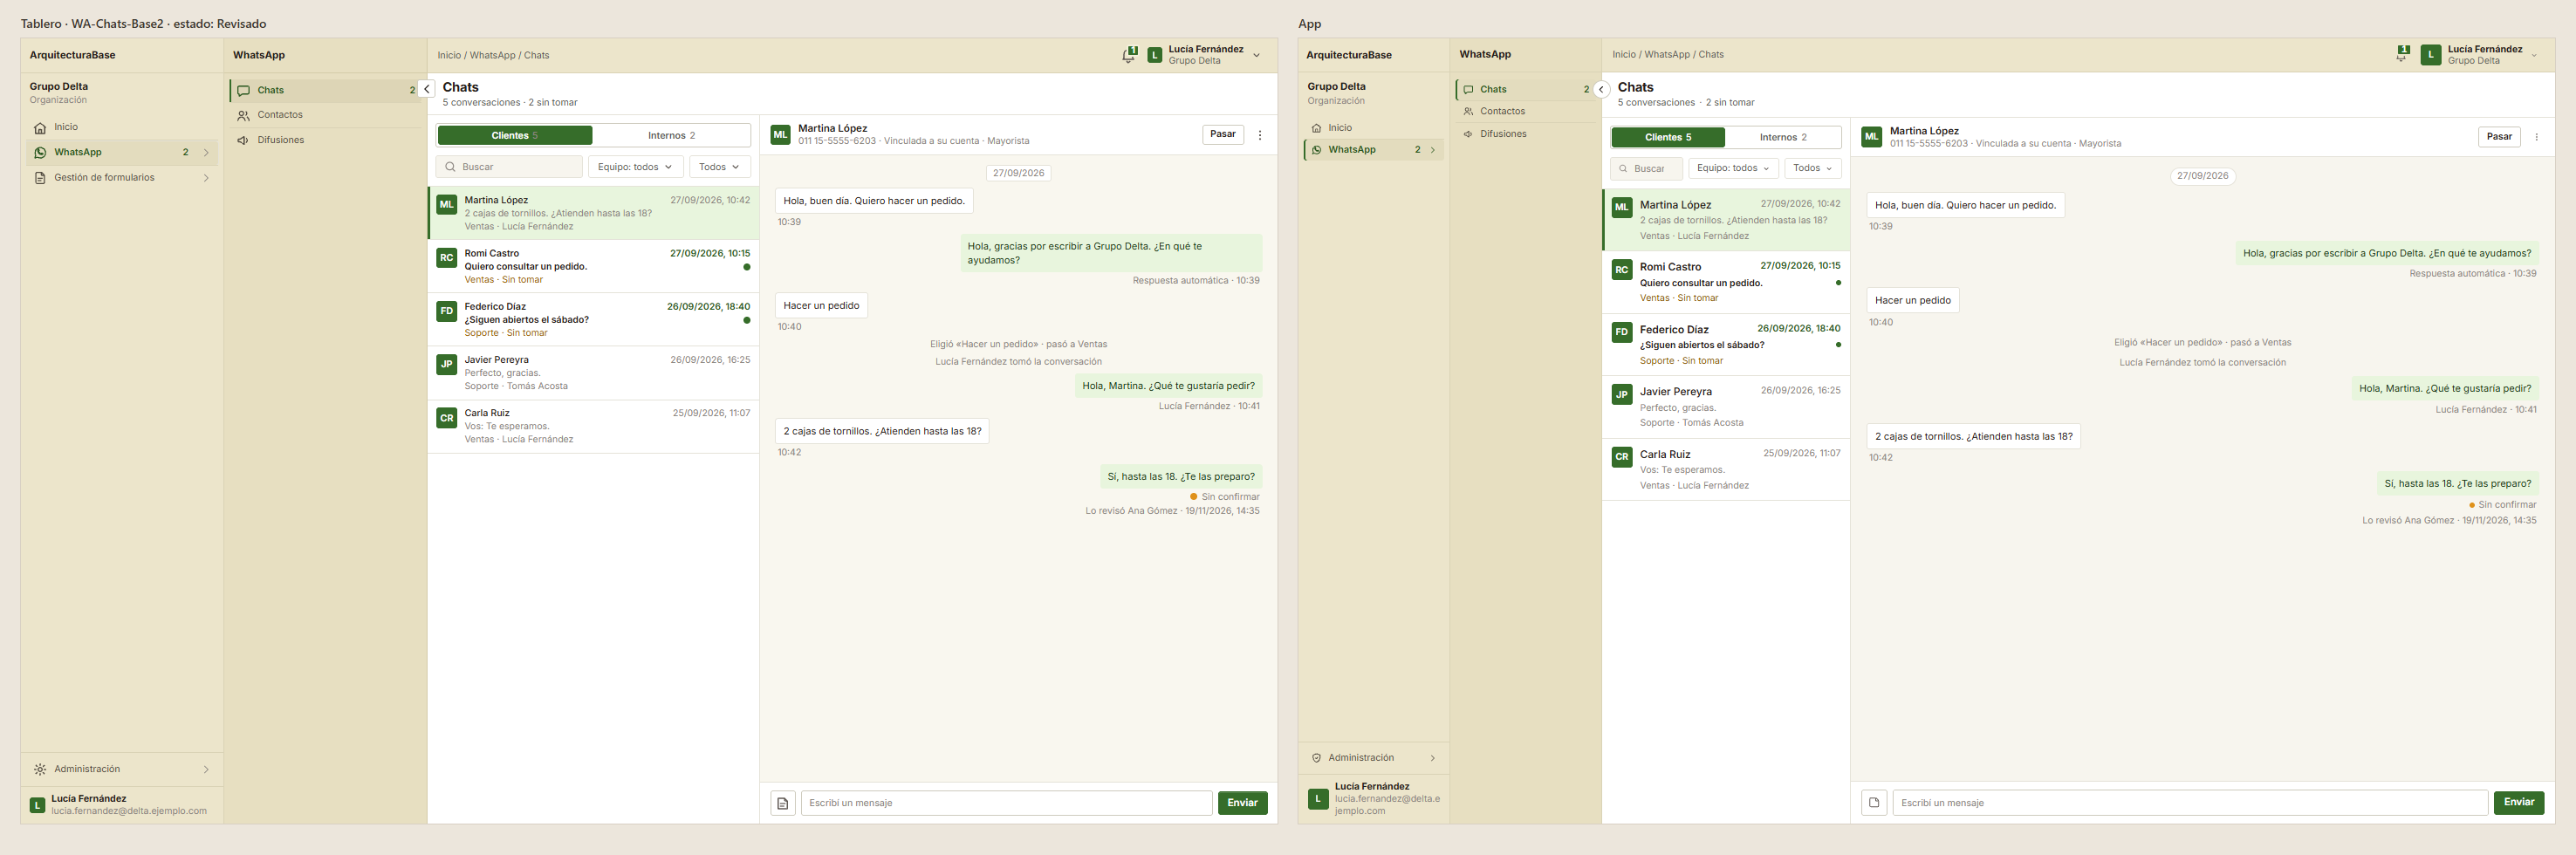 Tablero · WA-Chats-Base2 · estado: Revisado
ArquitecturaBase
Grupo Delta
Organización
Inicio
WhatsApp 2
Gestión de formularios
Administración
L
Lucía Fernández
lucia.fernandez@delta.ejemplo.com
WhatsApp
Chats 2
Contactos
Difusiones
Inicio / WhatsApp / Chats
1
L
Lucía Fernández
Grupo Delta
Chats
5 conversaciones · 2 sin tomar
Clientes 5
Internos 2
Buscar
Equipo: todos
Todos
ML
Martina López 27/09/2026, 10:42
2 cajas de tornillos. ¿Atienden hasta las 18?
Ventas · Lucía Fernández
RC
Romi Castro 27/09/2026, 10:15
Quiero consultar un pedido.
Ventas · Sin tomar
FD
Federico Díaz 26/09/2026, 18:40
¿Siguen abiertos el sábado?
Soporte · Sin tomar
JP
Javier Pereyra 26/09/2026, 16:25
Perfecto, gracias.
Soporte · Tomás Acosta
CR
Carla Ruiz 25/09/2026, 11:07
Vos: Te esperamos.
Ventas · Lucía Fernández
ML
Martina López
011 15-5555-6203 · Vinculada a su cuenta · Mayorista
Pasar
27/09/2026
Hola, buen día. Quiero hacer un pedido.
10:39
Hola, gracias por escribir a Grupo Delta. ¿En qué te
ayudamos?
Respuesta automática · 10:39
Hacer un pedido
10:40
Eligió «Hacer un pedido» · pasó a Ventas
Lucía Fernández tomó la conversación
Hola, Martina. ¿Qué te gustaría pedir?
Lucía Fernández · 10:41
2 cajas de tornillos. ¿Atienden hasta las 18?
10:42
Sí, hasta las 18. ¿Te las preparo?
Sin confirmar
Lo revisó Ana Gómez · 19/11/2026, 14:35
Escribí un mensaje
Enviar
App
ArquitecturaBase
Grupo Delta
Organización
Inicio
WhatsApp 2
Administración
L
Lucía Fernández
lucia.fernandez@delta.e
jemplo.com
WhatsApp
Chats 2
Contactos
Difusiones
Inicio / WhatsApp / Chats
1
L
Lucía Fernández
Grupo Delta
Chats
5 conversaciones · 2 sin tomar
Clientes 5
Internos 2
Buscar
Equipo: todos
Todos
ML
Martina López 27/09/2026, 10:42
2 cajas de tornillos. ¿Atienden hasta las 18?
Ventas · Lucía Fernández
RC
Romi Castro 27/09/2026, 10:15
Quiero consultar un pedido.
Ventas · Sin tomar
FD
Federico Díaz 26/09/2026, 18:40
¿Siguen abiertos el sábado?
Soporte · Sin tomar
JP
Javier Pereyra 26/09/2026, 16:25
Perfecto, gracias.
Soporte · Tomás Acosta
CR
Carla Ruiz 25/09/2026, 11:07
Vos: Te esperamos.
Ventas · Lucía Fernández
ML
Martina López
011 15-5555-6203 · Vinculada a su cuenta · Mayorista
Pasar
27/09/2026
Hola, buen día. Quiero hacer un pedido.
10:39
Hola, gracias por escribir a Grupo Delta. ¿En qué te ayudamos?
Respuesta automática · 10:39
Hacer un pedido
10:40
Eligió «Hacer un pedido» · pasó a Ventas
Lucía Fernández tomó la conversación
Hola, Martina. ¿Qué te gustaría pedir?
Lucía Fernández · 10:41
2 cajas de tornillos. ¿Atienden hasta las 18?
10:42
Sí, hasta las 18. ¿Te las preparo?
Sin confirmar
Lo revisó Ana Gómez · 19/11/2026, 14:35
Escribí un mensaje
Enviar